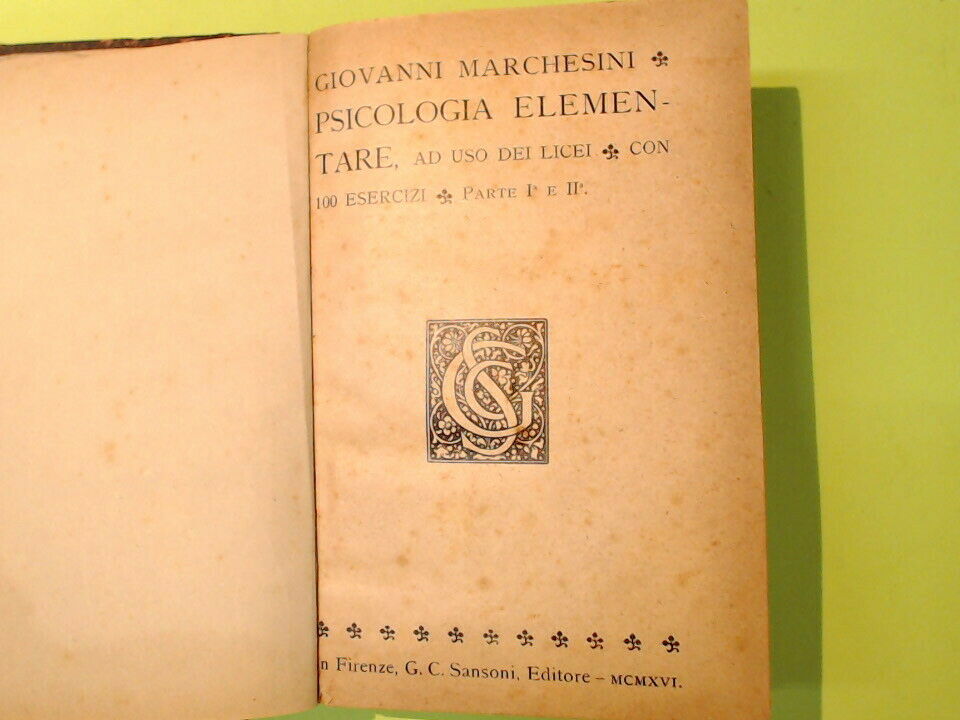 GIOVANNI MARCHESINI
PSICOLOGIA ELEMEN-
TARE, AD USO DEI LICEI CON
100 ESERCIZI PARTE Iª E IIª.
GCS
n Firenze, G. C. Sansoni, Editore – MCMXVI.